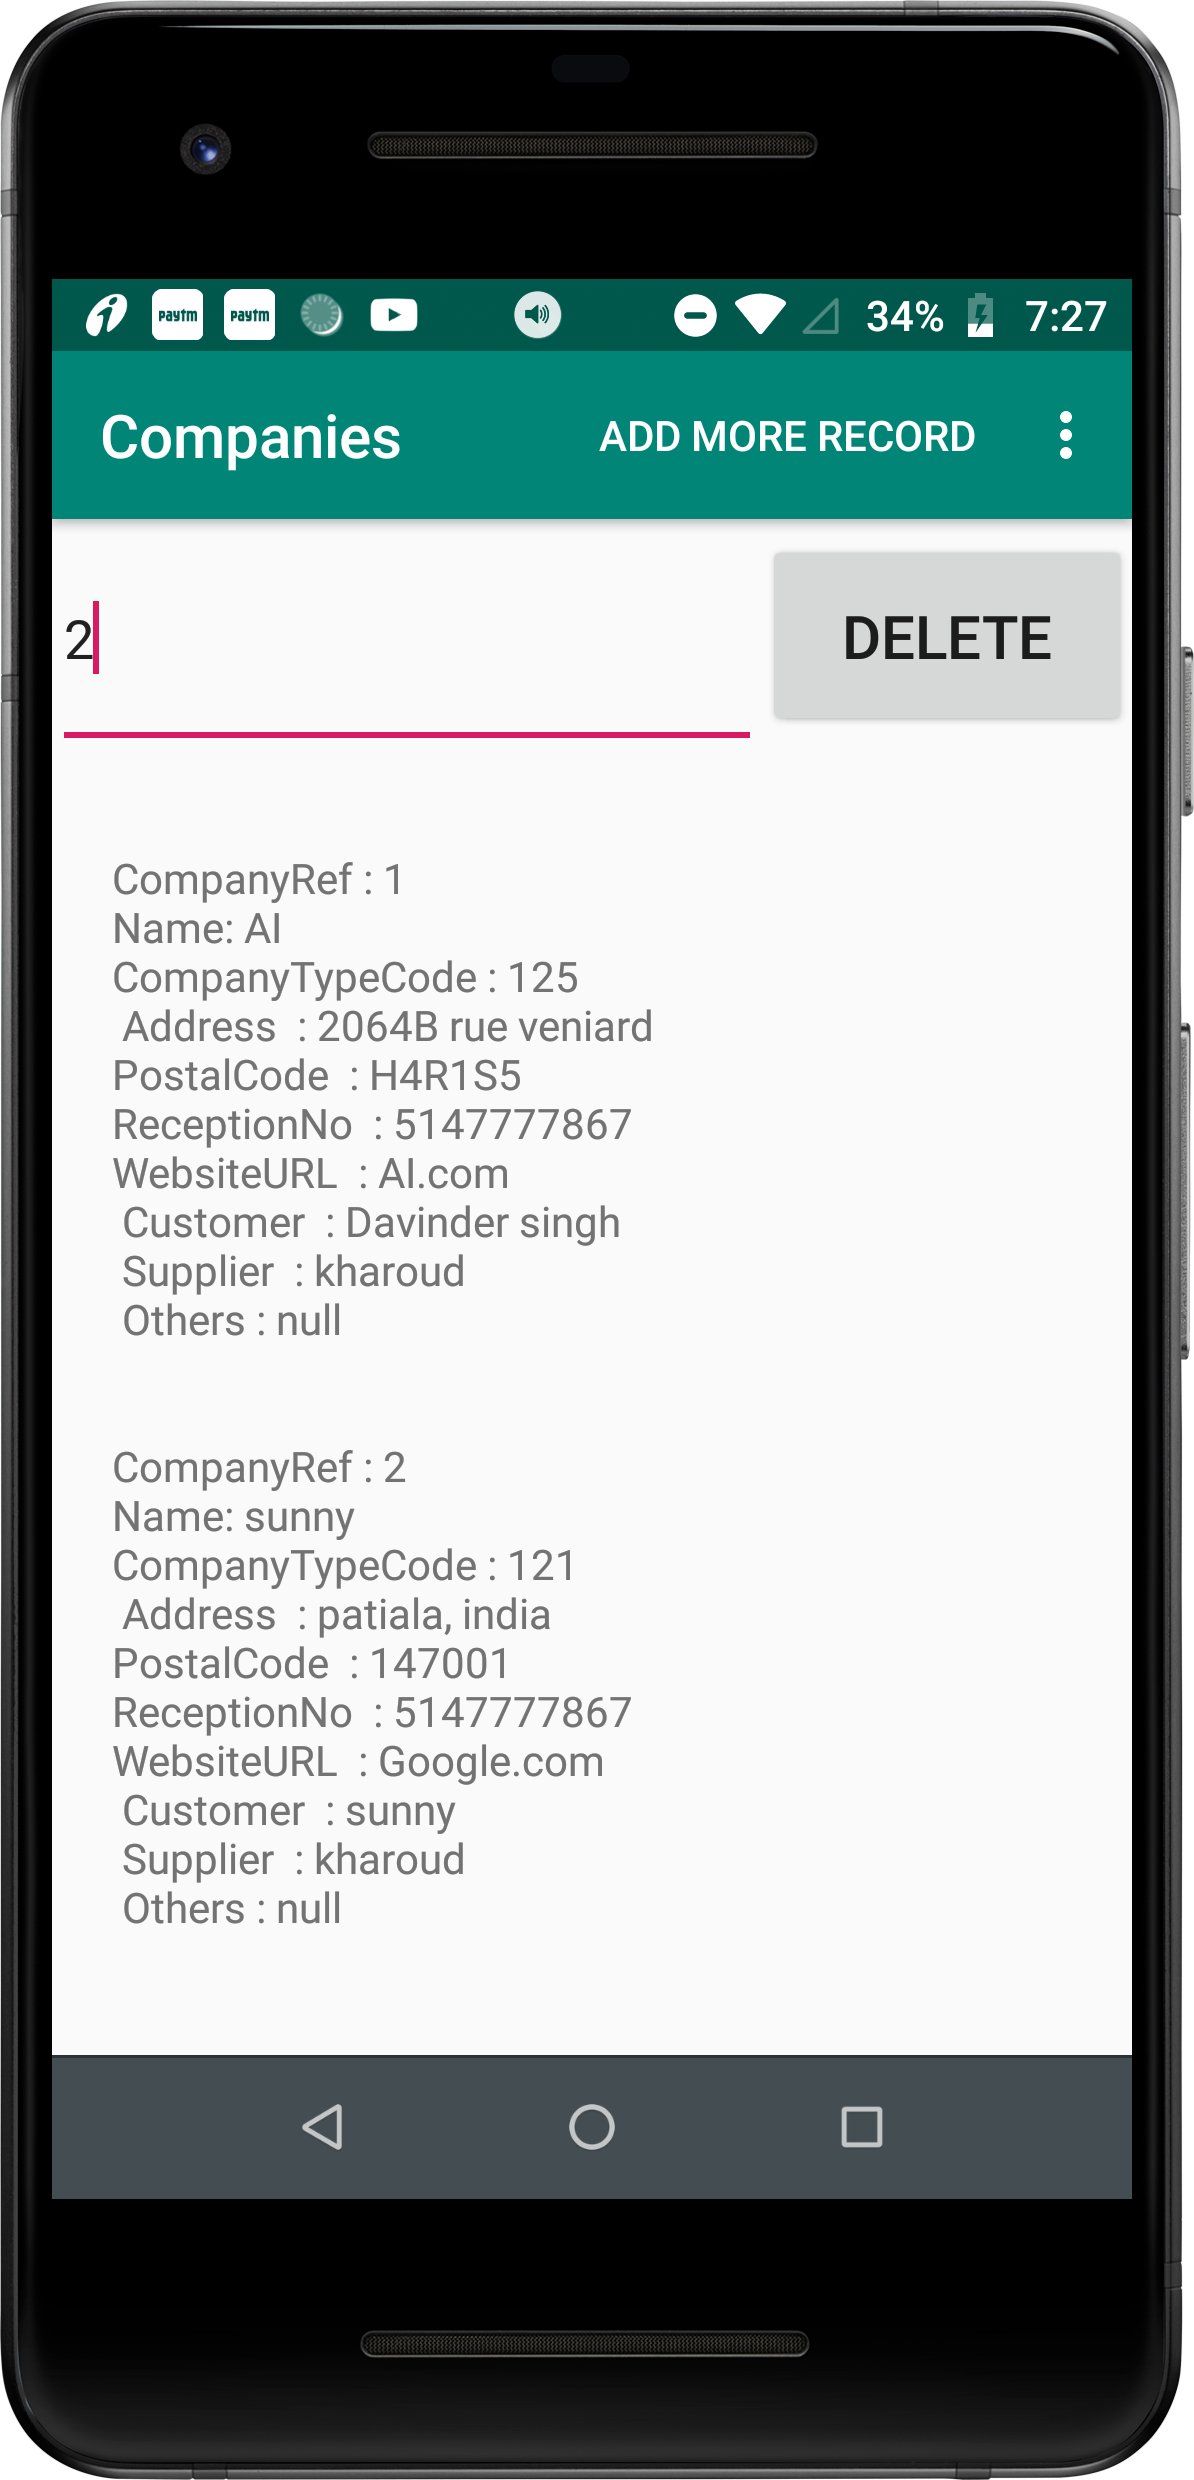 paytm paytm 34% 7:27
Companies ADD MORE RECORD
2 DELETE
CompanyRef : 1
Name: AI
CompanyTypeCode : 125
Address  : 2064B rue veniard
PostalCode  : H4R1S5
ReceptionNo  : 5147777867
WebsiteURL  : AI.com
Customer  : Davinder singh
Supplier  : kharoud
Others : null
CompanyRef : 2
Name: sunny
CompanyTypeCode : 121
Address  : patiala, india
PostalCode  : 147001
ReceptionNo  : 5147777867
WebsiteURL  : Google.com
Customer  : sunny
Supplier  : kharoud
Others : null